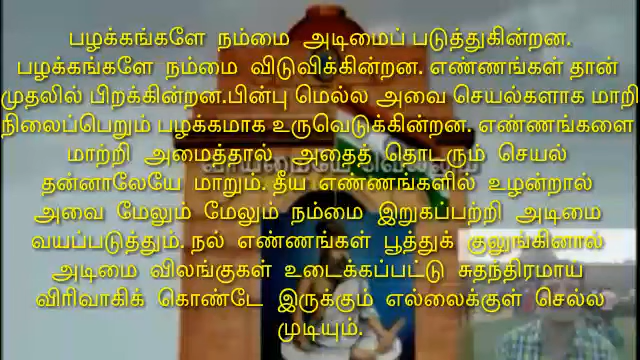 பழக்கங்களே நம்மை அடிமைப் படுத்துகின்றன.
பழக்கங்களே நம்மை விடுவிக்கின்றன. எண்ணங்கள் தான்
முதலில் பிறக்கின்றன.பின்பு மெல்ல அவை செயல்களாக மாறி
நிலைப்பெறும் பழக்கமாக உருவெடுக்கின்றன. எண்ணங்களை
மாற்றி அமைத்தால் அதைத் தொடரும் செயல்
தன்னாலேயே மாறும். தீய எண்ணங்களில் உழன்றால்
அவை மேலும் மேலும் நம்மை இறுகப்பற்றி அடிமை
வயப்படுத்தும். நல் எண்ணங்கள் பூத்துக் குலுங்கினால்
அடிமை விலங்குகள் உடைக்கப்பட்டு சுதந்திரமாய்
விரிவாகிக் கொண்டே இருக்கும் எல்லைக்குள் செல்ல
முடியும்.